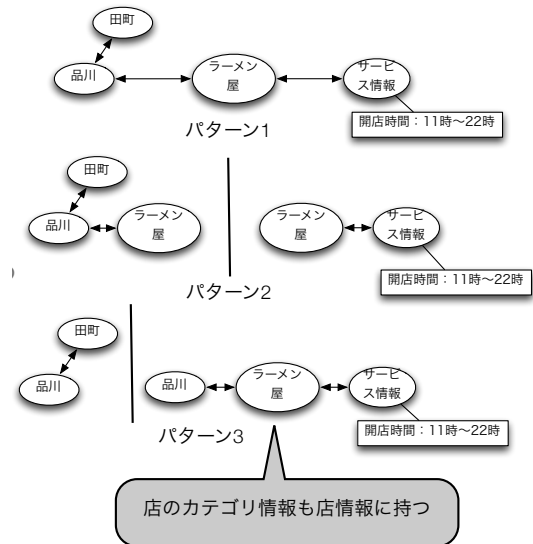 田町
品川
ラーメン
屋
サービ
ス情報
開店時間：11時〜22時
パターン1
田町
品川
ラーメン
屋
ラーメン
屋
サービ
ス情報
開店時間：11時〜22時
パターン2
田町
品川
品川
ラーメン
屋
サービ
ス情報
開店時間：11時〜22時
パターン3
店のカテゴリ情報も店情報に持つ